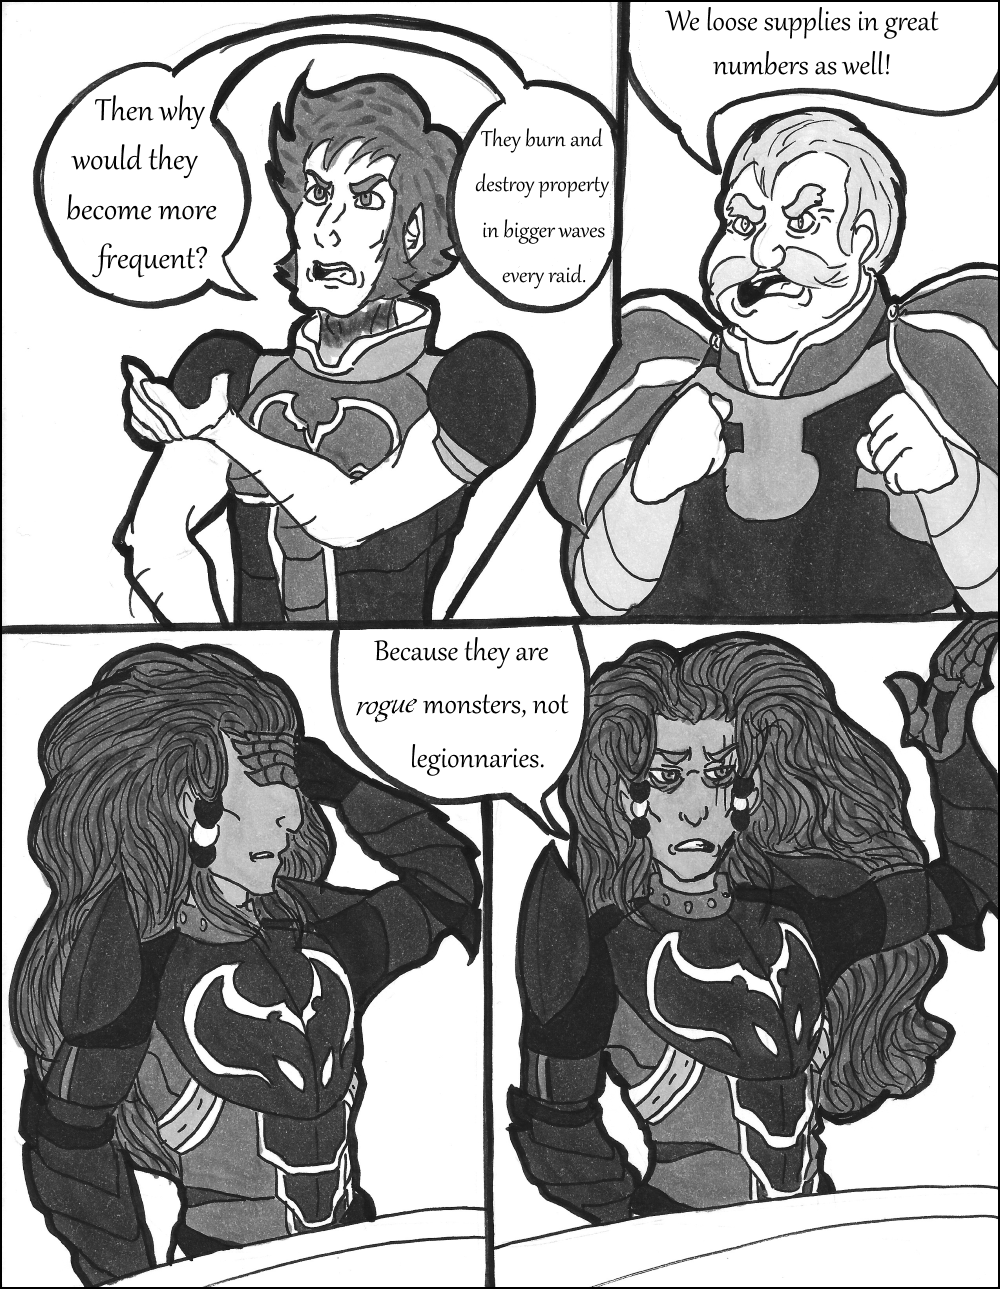 Then why
would they
become more
frequent?
They burn and
destroy property
in bigger waves
every raid.
We loose supplies in great
numbers as well!
Because they are
rogue monsters, not
legionnaries.